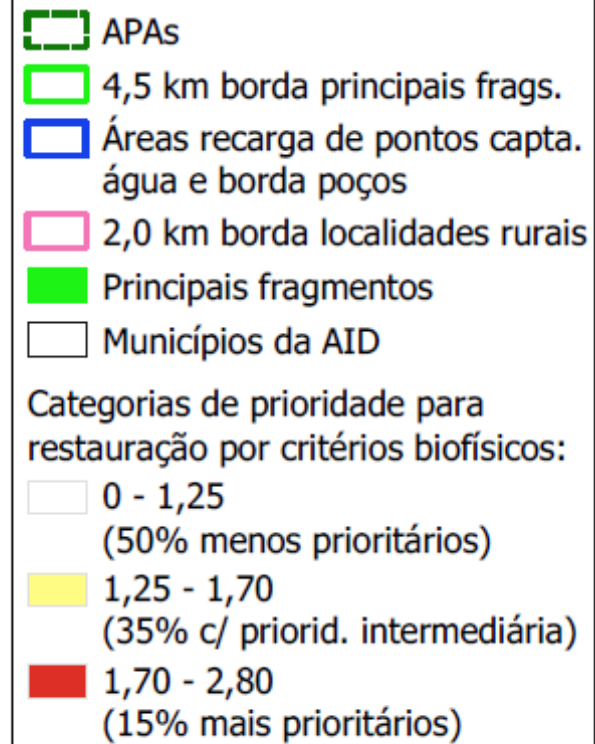 APAs
4,5 km borda principais frags.
Áreas recarga de pontos capta.
água e borda poços
2,0 km borda localidades rurais
Principais fragmentos
Municípios da AID
Categorias de prioridade para
restauração por critérios biofísicos:
0 - 1,25
(50% menos prioritários)
1,25 - 1,70
(35% c/ priorid. intermediária)
1,70 - 2,80
(15% mais prioritários)